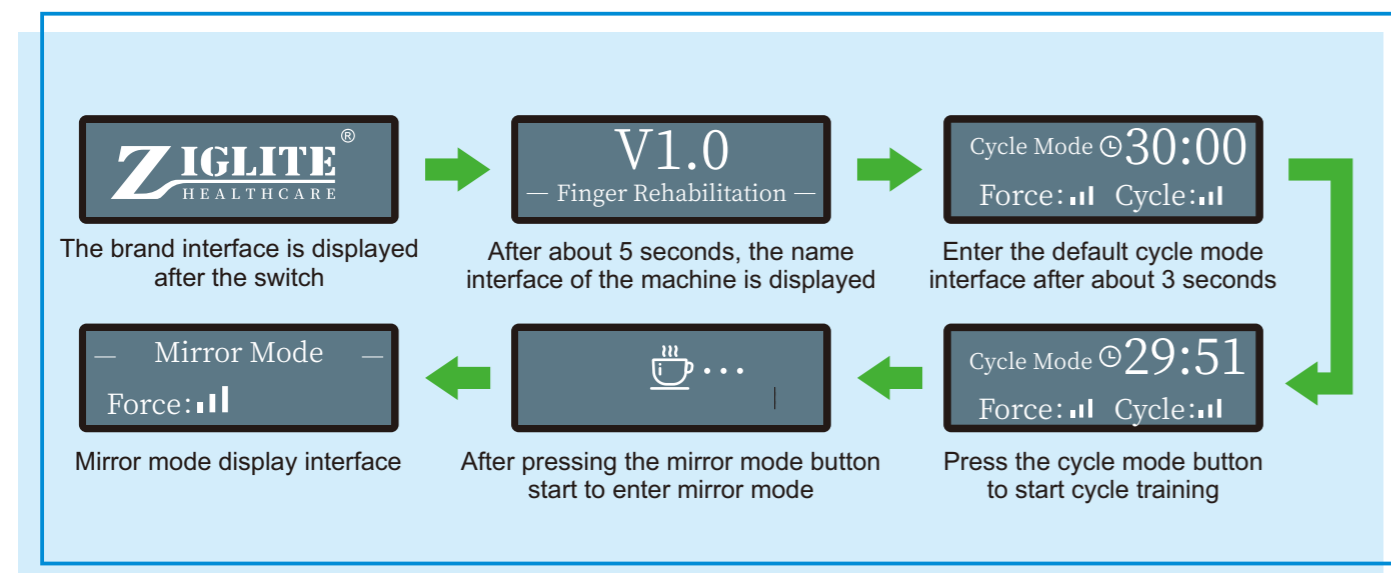 ZIGLITE®
HEALTHCARE
The brand interface is displayed
after the switch
V1.0
— Finger Rehabilitation —
After about 5 seconds, the name
interface of the machine is displayed
Cycle Mode 30:00
Force: Cycle:
Enter the default cycle mode
interface after about 3 seconds
Cycle Mode 29:51
Force: Cycle:
Press the cycle mode button
to start cycle training
...
After pressing the mirror mode button
start to enter mirror mode
— Mirror Mode —
Force:
Mirror mode display interface